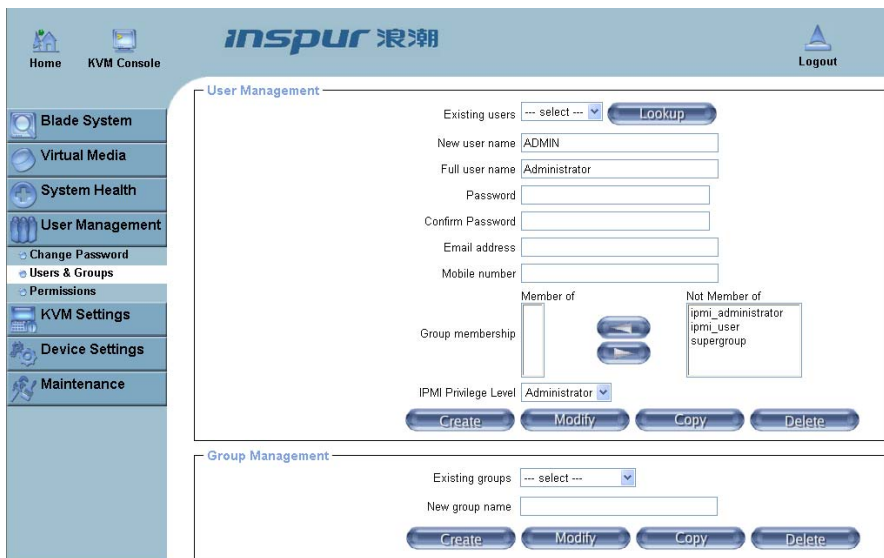 inspur 浪潮
Home
KVM Console
Logout
Blade System
Virtual Media
System Health
User Management
Change Password
Users & Groups
Permissions
KVM Settings
Device Settings
Maintenance
User Management
Existing users --- select --- Lookup
New user name ADMIN
Full user name Administrator
Password
Confirm Password
Email address
Mobile number
Member of Not Member of
Group membership
ipmi_administrator
ipmi_user
supergroup
IPMI Privilege Level Administrator
Create Modify Copy Delete
Group Management
Existing groups --- select ---
New group name
Create Modify Copy Delete